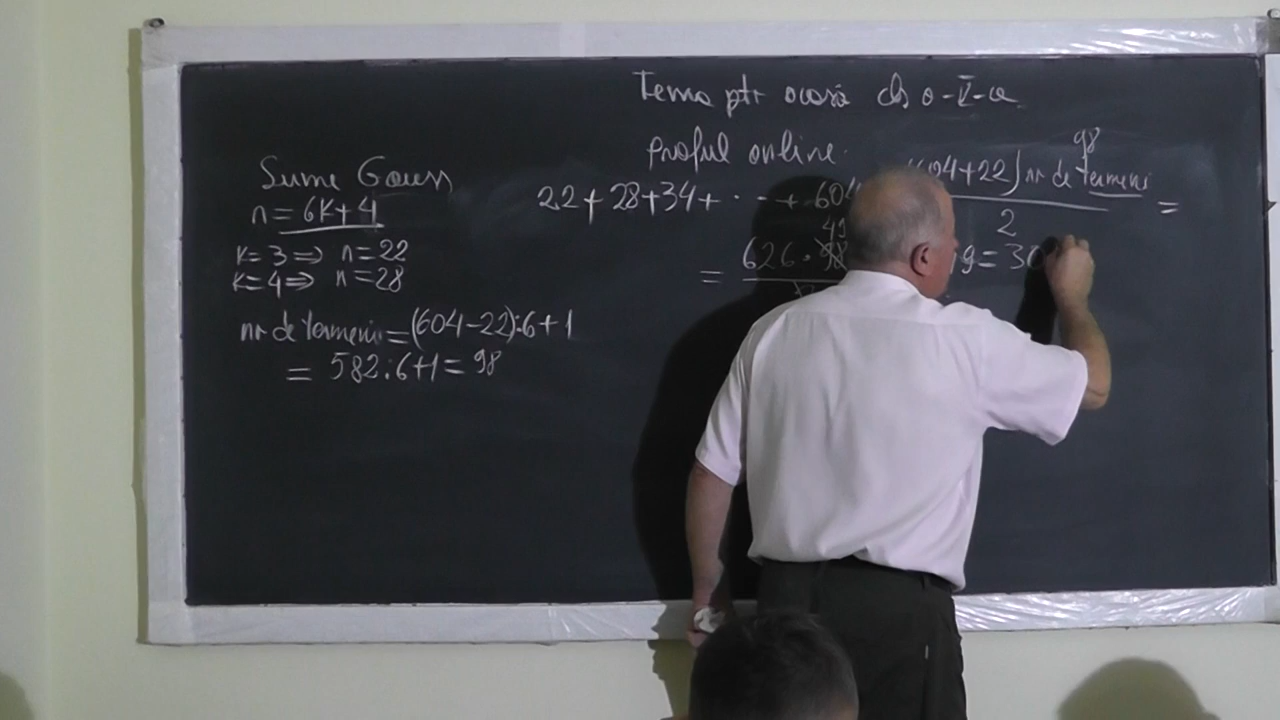 Tema ptr acasă cls a-V-a
proful online.
Sume Gauss
n = 6k+4
k=3 => n=22
k=4 => n=28
nr de termeni = (604-22):6+1
= 582:6+1 = 98
22+28+34+ ... + 604
(604+22) nr de termeni
98
2
=
= 626 . 98
49
9 = 30